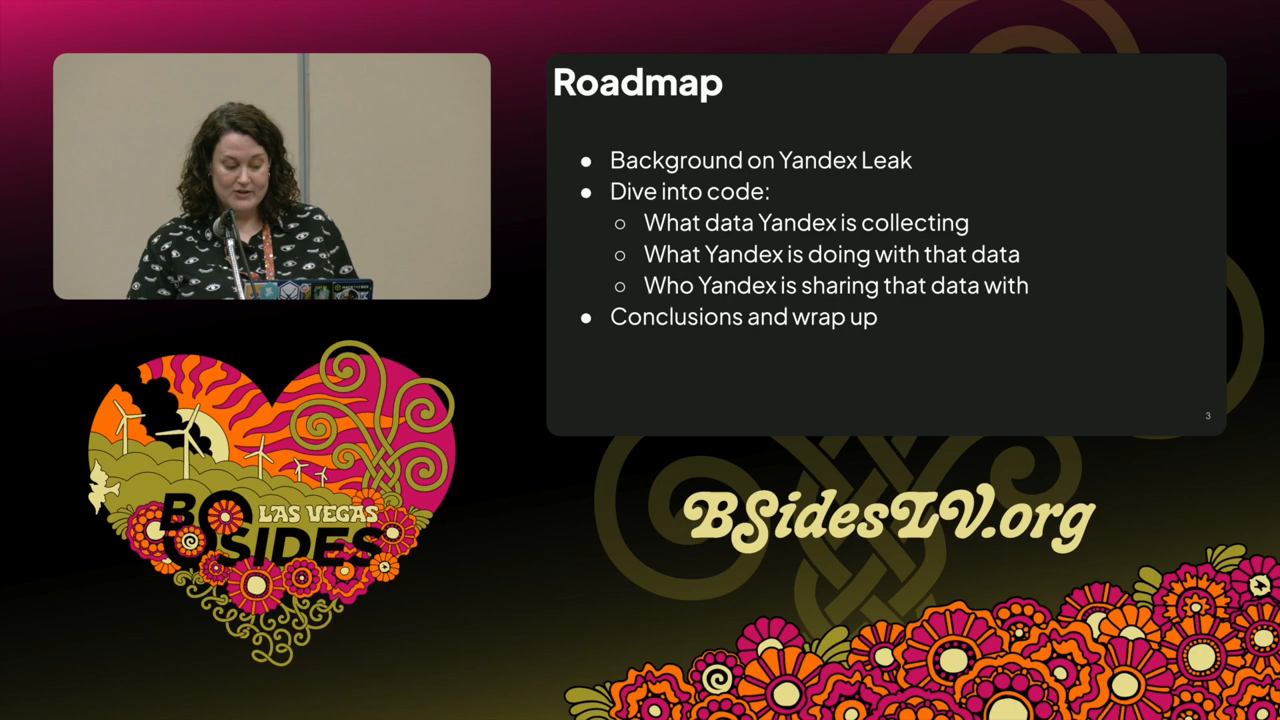 Roadmap
● Background on Yandex Leak
● Dive into code:
○ What data Yandex is collecting
○ What Yandex is doing with that data
○ Who Yandex is sharing that data with
● Conclusions and wrap up
3
BSidesLV.org
LAS VEGAS
BSIDES